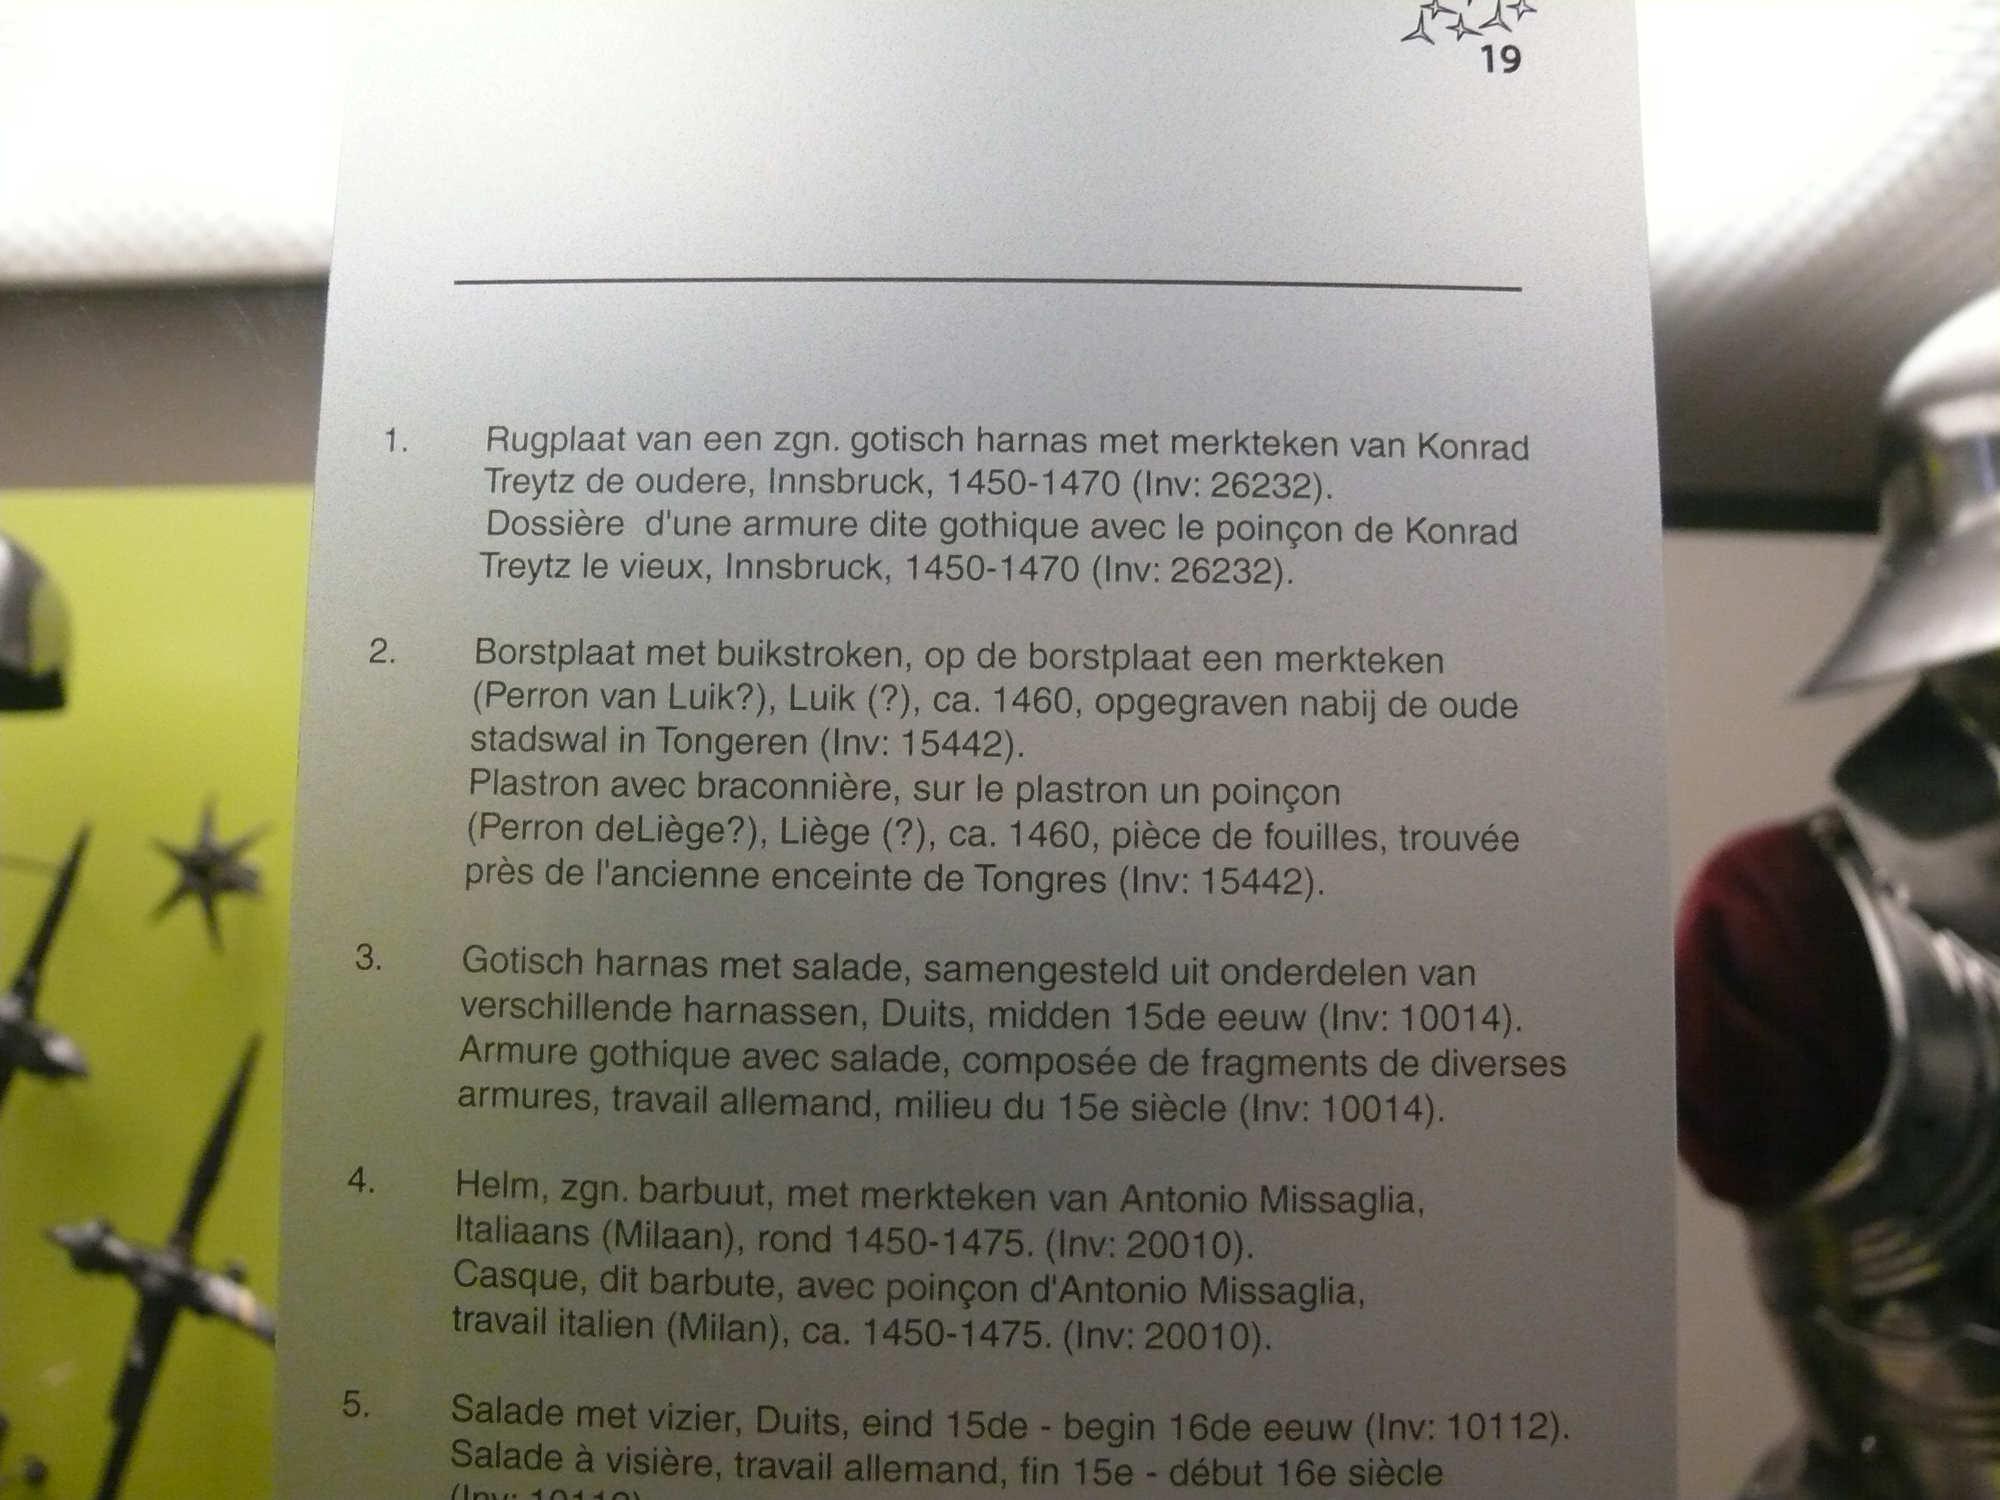 19
1. Rugplaat van een zgn. gotisch harnas met merkteken van Konrad
Treytz de oudere, Innsbruck, 1450-1470 (Inv: 26232).
Dossière d'une armure dite gothique avec le poinçon de Konrad
Treytz le vieux, Innsbruck, 1450-1470 (Inv: 26232).
2. Borstplaat met buikstroken, op de borstplaat een merkteken
(Perron van Luik?), Luik (?), ca. 1460, opgegraven nabij de oude
stadswal in Tongeren (Inv: 15442).
Plastron avec braconnière, sur le plastron un poinçon
(Perron deLiège?), Liège (?), ca. 1460, pièce de fouilles, trouvée
près de l'ancienne enceinte de Tongres (Inv: 15442).
3. Gotisch harnas met salade, samengesteld uit onderdelen van
verschillende harnassen, Duits, midden 15de eeuw (Inv: 10014).
Armure gothique avec salade, composée de fragments de diverses
armures, travail allemand, milieu du 15e siècle (Inv: 10014).
4. Helm, zgn. barbuut, met merkteken van Antonio Missaglia,
Italiaans (Milaan), rond 1450-1475. (Inv: 20010).
Casque, dit barbute, avec poinçon d'Antonio Missaglia,
travail italien (Milan), ca. 1450-1475. (Inv: 20010).
5. Salade met vizier, Duits, eind 15de - begin 16de eeuw (Inv: 10112).
Salade à visière, travail allemand, fin 15e - début 16e siècle
(Inv: 10112)